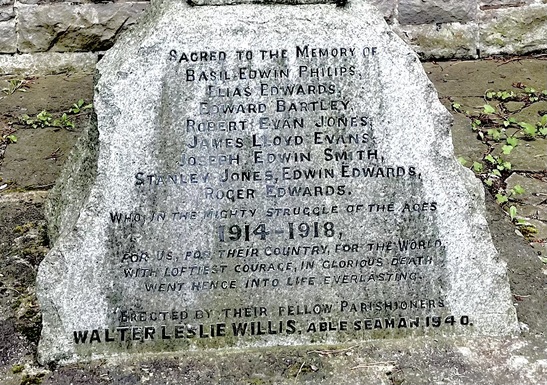 SACRED TO THE MEMORY OF
BASIL EDWIN PHILIPS,
ELIAS EDWARDS,
EDWARD BARTLEY,
ROBERT EVAN JONES,
JAMES LLOYD EVANS,
JOSEPH EDWIN SMITH,
STANLEY JONES, EDWIN EDWARDS,
ROGER EDWARDS.
WHO, IN THE MIGHTY STRUGGLE OF THE AGES
1914-1918,
FOR US, FOR THEIR COUNTRY, FOR THE WORLD,
WITH LOFTIEST COURAGE, IN GLORIOUS DEATH
WENT HENCE INTO LIFE EVERLASTING.
ERECTED BY THEIR FELLOW PARISHIONERS
WALTER LESLIE WILLIS, ABLE SEAMAN 1940.